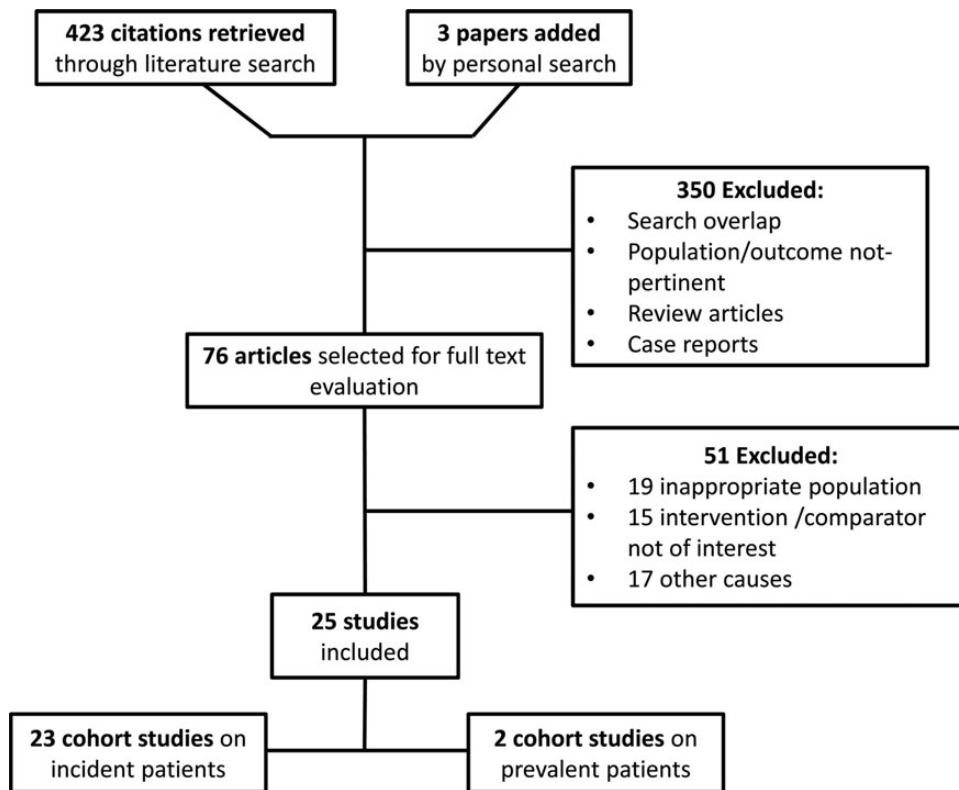 423 citations retrieved
through literature search
3 papers added
by personal search
350 Excluded:
• Search overlap
• Population/outcome not-
pertinent
• Review articles
• Case reports
76 articles selected for full text
evaluation
51 Excluded:
• 19 inappropriate population
• 15 intervention /comparator
not of interest
• 17 other causes
25 studies
included
23 cohort studies on
incident patients
2 cohort studies on
prevalent patients